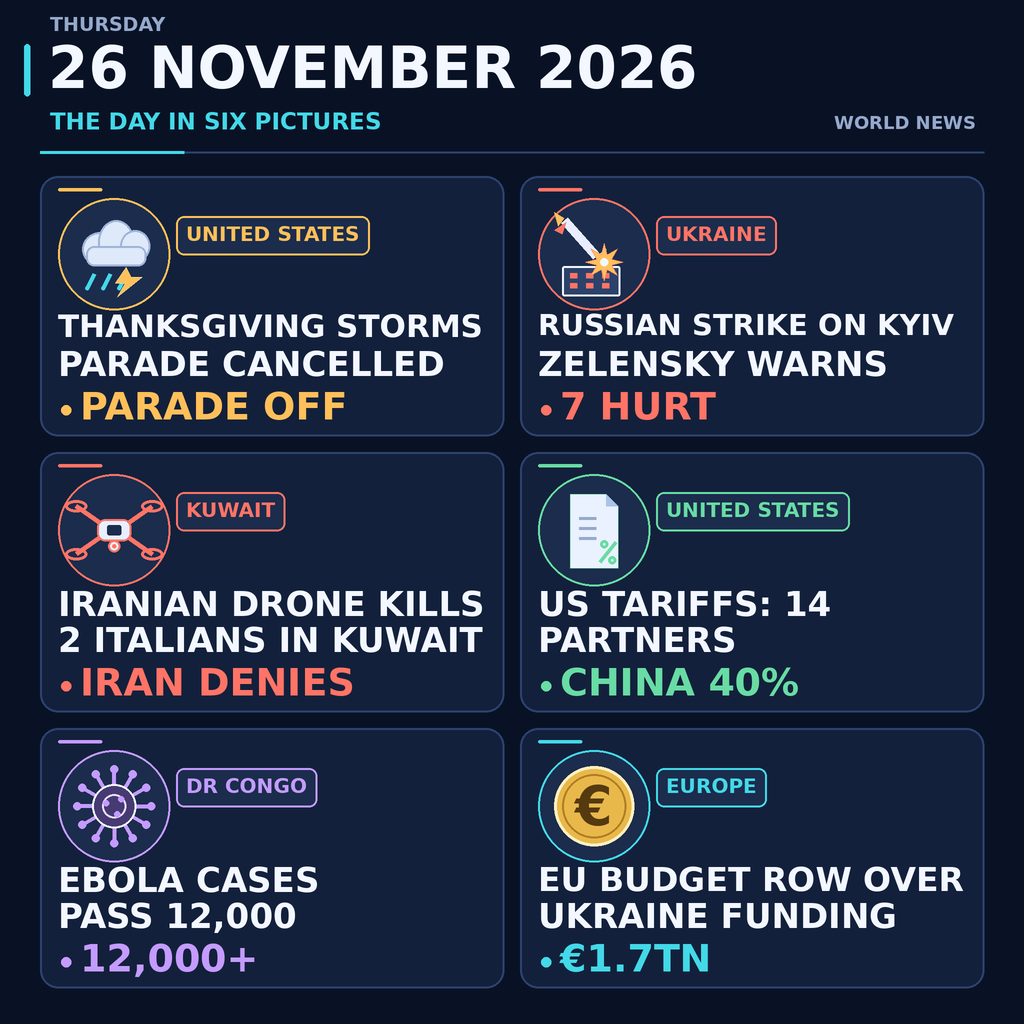 THURSDAY
26 NOVEMBER 2026
THE DAY IN SIX PICTURES
WORLD NEWS
UNITED STATES
THANKSGIVING STORMS
PARADE CANCELLED
• PARADE OFF
UKRAINE
RUSSIAN STRIKE ON KYIV
ZELENSKY WARNS
• 7 HURT
KUWAIT
IRANIAN DRONE KILLS
2 ITALIANS IN KUWAIT
• IRAN DENIES
UNITED STATES
%
US TARIFFS: 14
PARTNERS
• CHINA 40%
DR CONGO
EBOLA CASES
PASS 12,000
• 12,000+
EUROPE
€
EU BUDGET ROW OVER
UKRAINE FUNDING
• €1.7TN